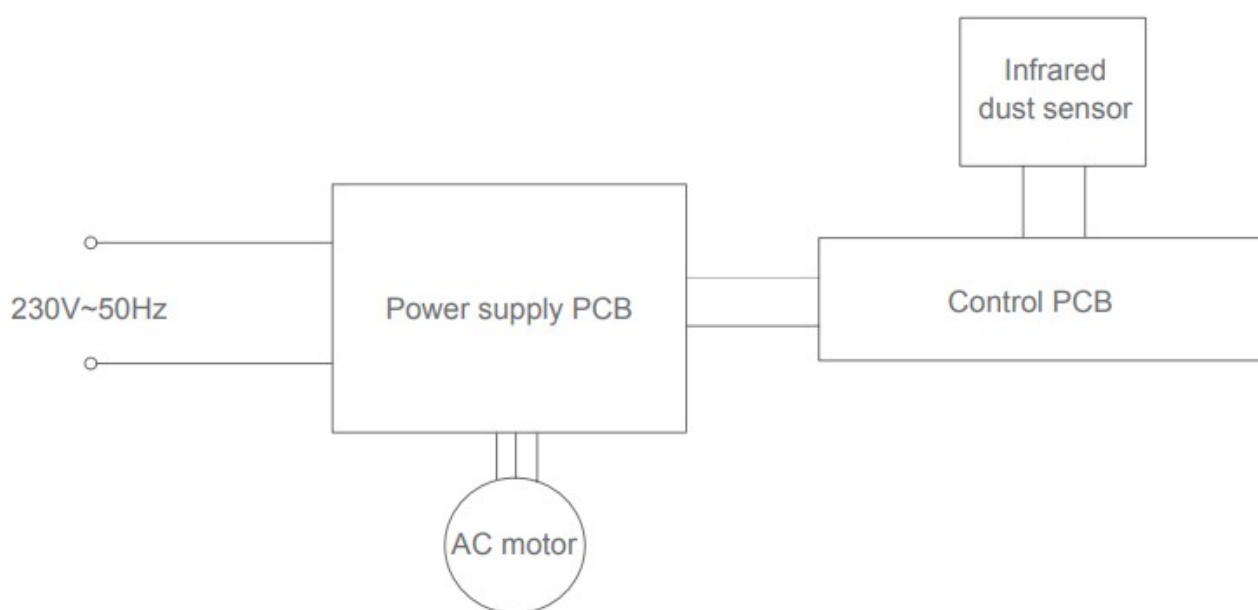 Infrared
dust sensor
230V~50Hz
Power supply PCB
Control PCB
AC motor